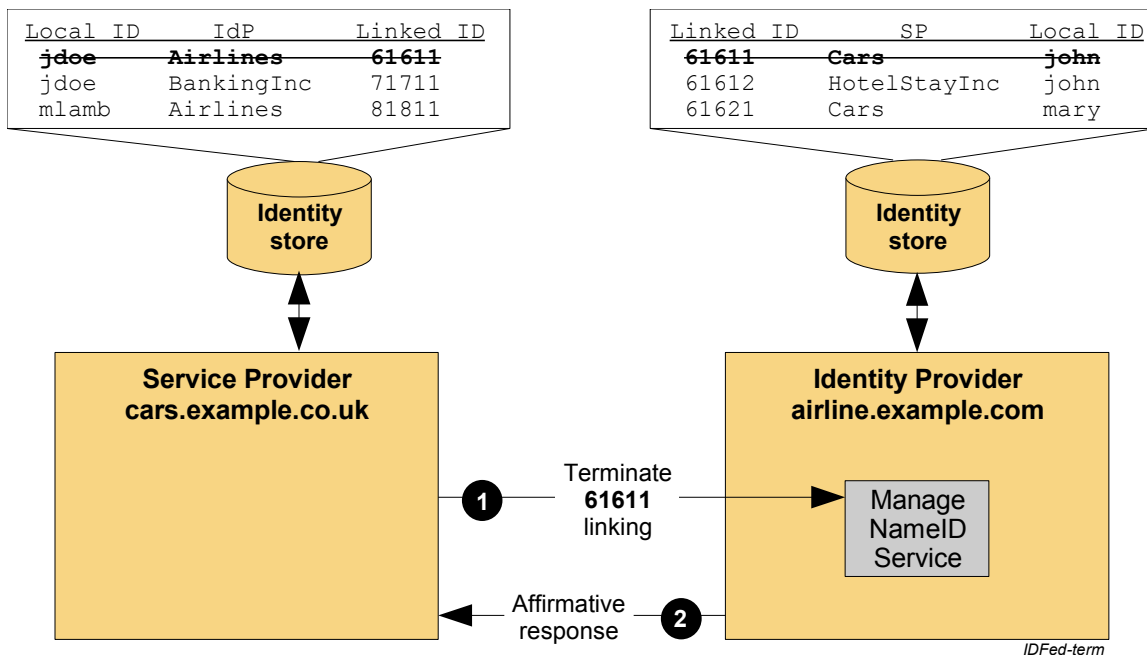 Local ID IdP Linked ID
jdoe Airlines 61611
jdoe BankingInc 71711
mlamb Airlines 81811
Linked ID SP Local ID
61611 Cars john
61612 HotelStayInc john
61621 Cars mary
Identity
store
Identity
store
Service Provider
cars.example.co.uk
Identity Provider
airline.example.com
1
Terminate
61611
linking
Manage
NameID
Service
Affirmative
response
2
IDFed-term